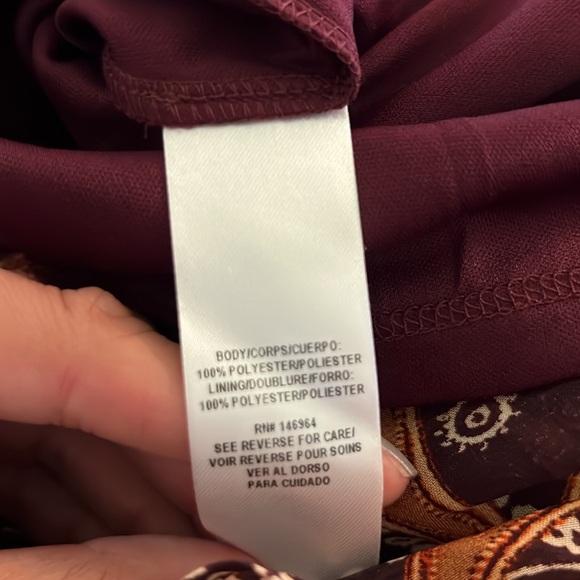 BODY/CORPS/CUERPO:
100% POLYESTER/POLIESTER
LINING/DOUBLURE/FORRO:
100% POLYESTER/POLIESTER
RN# 146964
SEE REVERSE FOR CARE/
VOIR REVERSE POUR SOINS
VER AL DORSO
PARA CUIDADO